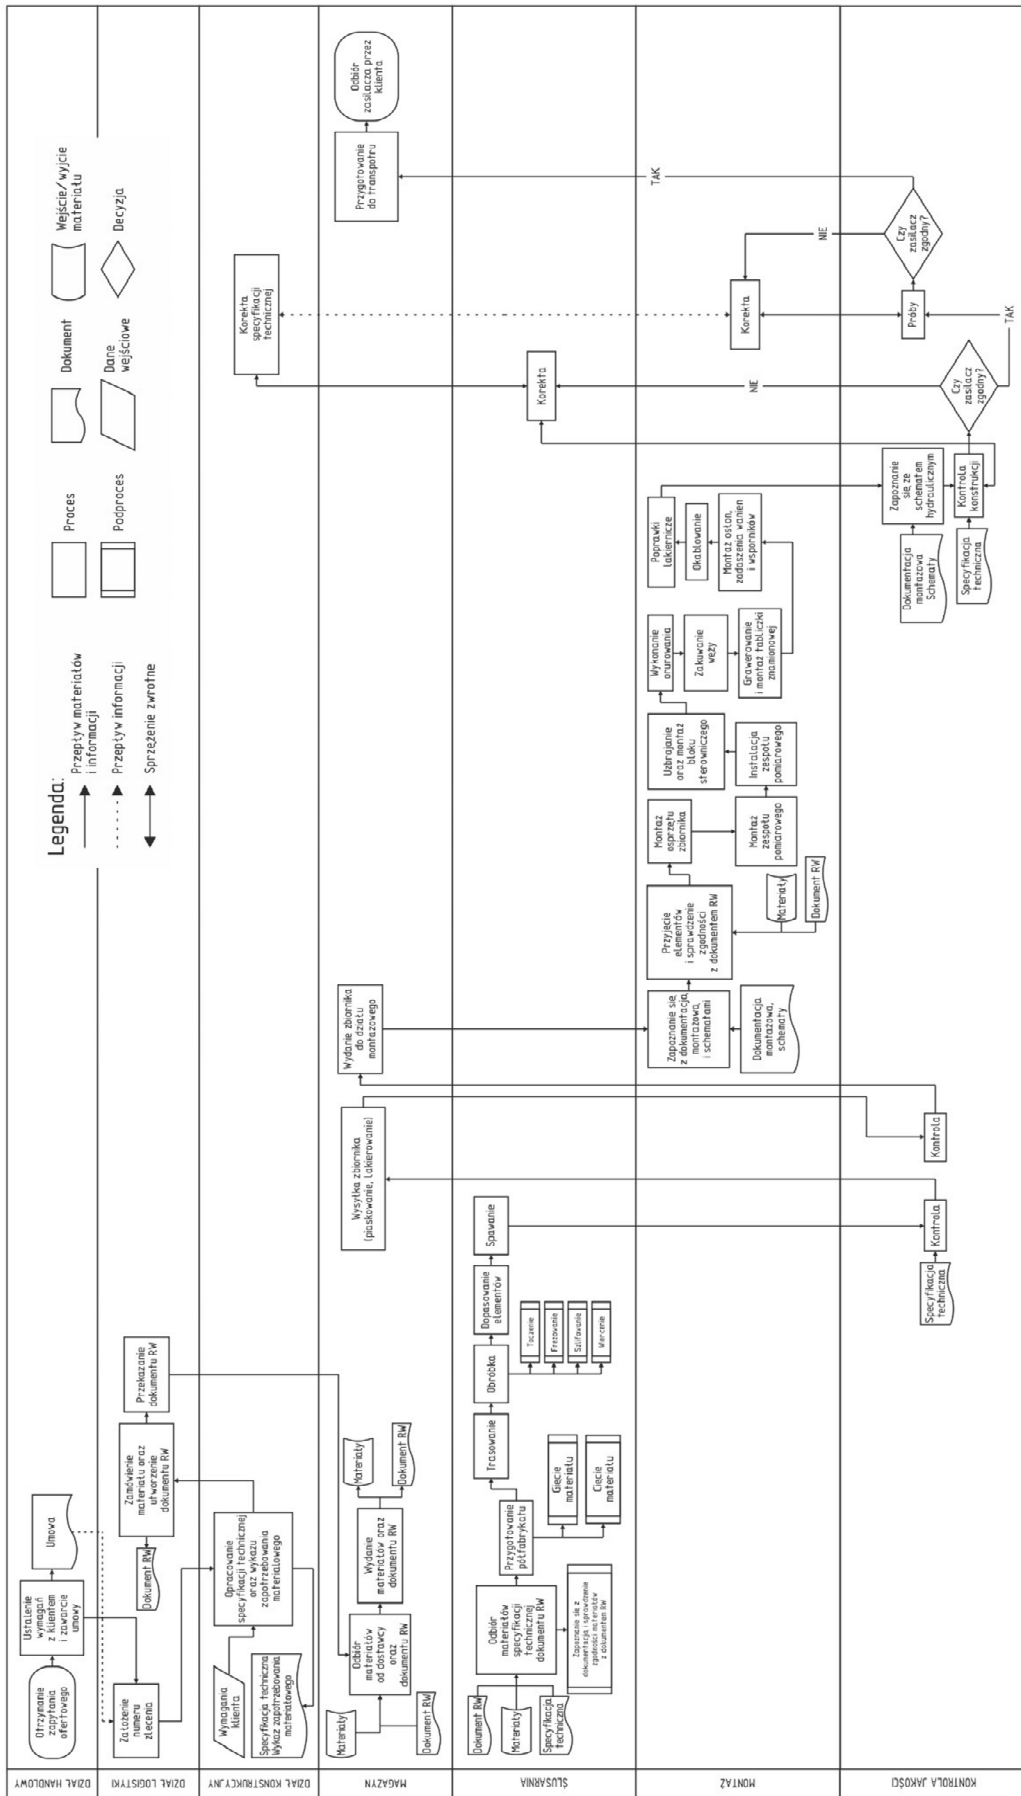 Legenda:
Przepływ materiałów
i informacji
Przepływ informacji
Sprzężenie zwrotne
Proces
Podproces
Dokument
Dane
wejściowe
Wejście/wyjcie
materiału
Decyzja
DZIAŁ HANDLOWY
Otrzymanie
zapytania
ofertowego
Ustalenie
wymagań
z klientem
i zawarcie
umowy
Umowa
DZIAŁ LOGISTYKI
Założenie
numeru
zlecenia
Dokument RW
Zamówienie
materiału oraz
utworzenie
dokumentu RW
Przekazanie
dokumentu RW
DZIAŁ KONSTRUKCYJNY
Wymagania
klienta
Specyfikacja techniczna
Wykaz zapotrzebowania
materiałowego
Opracowanie
specyfikacji technicznej
oraz wykazu
zapotrzebowania
materiałowego
Korekta
specyfikacji
technicznej
MAGAZYN
Materiały
Dokument RW
Odbiór
materiałów
od dostawcy
oraz
dokumentu RW
Wydanie
materiałów oraz
dokumentu RW
Materiały
Dokument RW
Wysyłka zbiornika
(piaskowanie, lakierowanie)
Wydanie zbiornika
do działu
montażowego
Przygotowanie
do transpotru
Odbiór
zasilacza przez
klienta
ŚLUSARNIA
Dokument RW
Materiały
Specyfikacja
techniczna
Odbiór
materiałów
specyfikacji
technicznej
dokumentu RW
Zapoznanie się z
dokumentacja i sprawdzenie
zgodności materiałów
z dokumentem RW
Przygotowanie
półfabrykatu
Gięcie
materiału
Cięcie
materiału
Trasowanie
Obróbka
Toczenie
Frezowanie
Szlifowanie
Wiercenie
Dopasowanie
elementów
Spawanie
Korekta
MONTAŻ
Zapoznanie się
z dokumentacją
montażową,
i schematami
Dokumentacja
montażowa,
schematy
Przyjęcie
elementów
i sprawdzenie
zgodności
z dokumentem RW
Materiały
Dokument RW
Montaż
osprzętu
zbiornika
Montaż
zespołu
pomiarowego
Uzbrajanie
oraz montaż
bloku
sterowniczego
Instalacja
zespołu
pomiarowego
Wykonanie
orurowania
Zakuwanie
węży
Grawerowanie
i montaż tabliczki
znamionowej
Poprawki
lakiernicze
Okablowanie
Montaż osłon,
zadaszenia wanien
i wsporników
NIE
Korekta
NIE
TAK
KONTROLA JAKOŚCI
Specyfikacja
techniczna
Kontrola
Kontrola
Dokumentacja
montażowa
Schematy
Specyfikacja
techniczna
Zapoznanie
się ze
schematem
hydraulicznym
Kontrola
konstrukcji
Czy
zasilacz
zgodny?
TAK
Próby
Czy
zasilacz
zgodny?